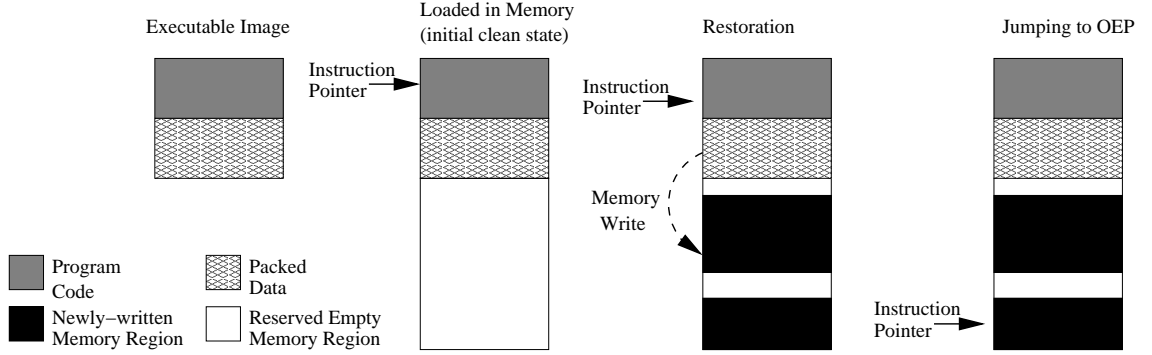 Executable Image
Loaded in Memory
(initial clean state)
Restoration
Jumping to OEP
Instruction
Pointer
Instruction
Pointer
Memory
Write
Program
Code
Packed
Data
Newly−written
Memory Region
Reserved Empty
Memory Region
Instruction
Pointer